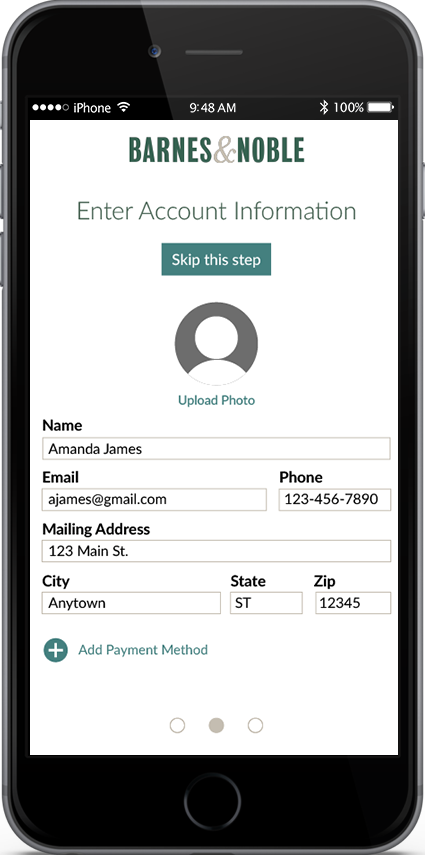 iPhone 9:48 AM 100%
BARNES&NOBLE
Enter Account Information
Skip this step
Upload Photo
Name
Amanda James
Email Phone
ajames@gmail.com 123-456-7890
Mailing Address
123 Main St.
City State Zip
Anytown ST 12345
Add Payment Method